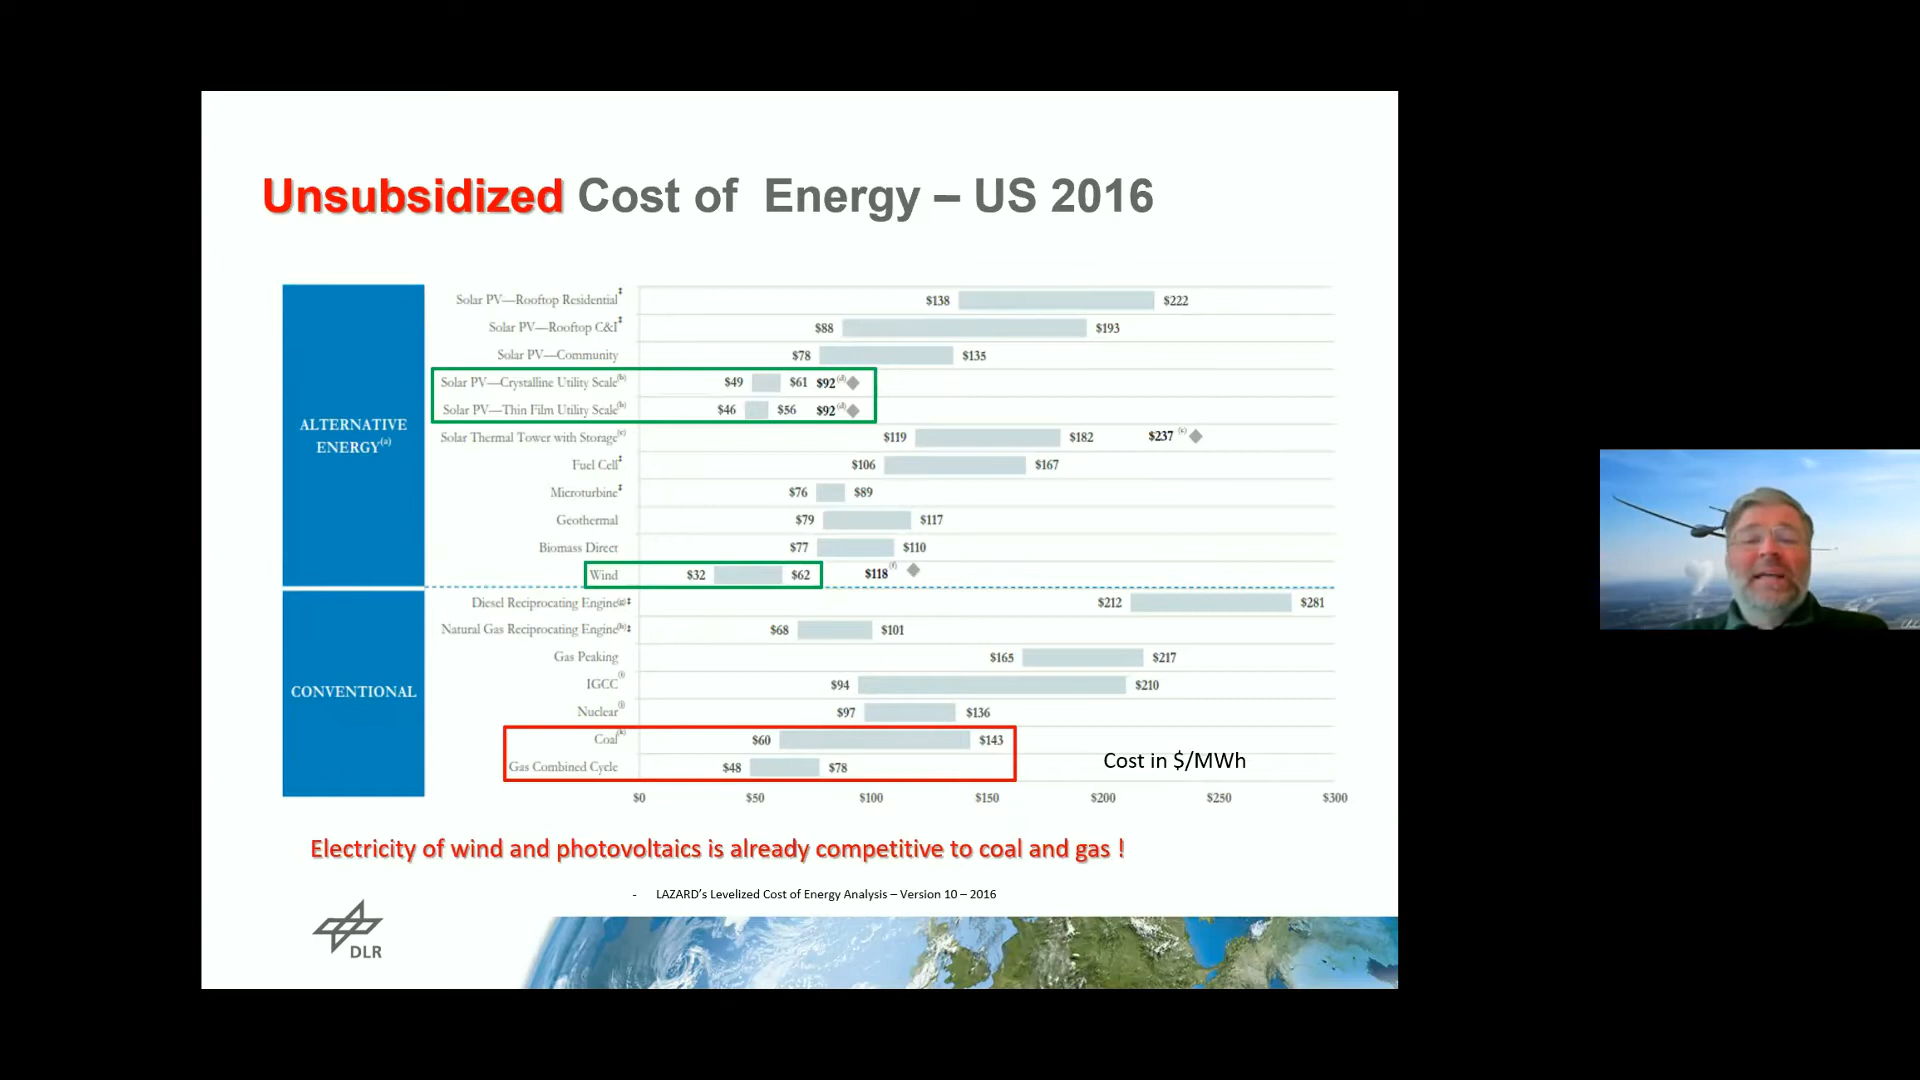 Unsubsidized Cost of Energy – US 2016
ALTERNATIVE
ENERGY(a)
Solar PV—Rooftop Residential‡ $138 $222
Solar PV—Rooftop C&I‡ $88 $193
Solar PV—Community $78 $135
Solar PV—Crystalline Utility Scale(b) $49 $61 $92(d)
Solar PV—Thin Film Utility Scale(b) $46 $56 $92(d)
Solar Thermal Tower with Storage(c) $119 $182 $237(e)
Fuel Cell‡ $106 $167
Microturbine‡ $76 $89
Geothermal $79 $117
Biomass Direct $77 $110
Wind $32 $62 $118(f)
CONVENTIONAL
Diesel Reciprocating Engine(g)‡ $212 $281
Natural Gas Reciprocating Engine(h)‡ $68 $101
Gas Peaking $165 $217
IGCC(i) $94 $210
Nuclear(j) $97 $136
Coal(k) $60 $143
Gas Combined Cycle $48 $78
Cost in $/MWh
$0 $50 $100 $150 $200 $250 $300
Electricity of wind and photovoltaics is already competitive to coal and gas !
- LAZARD's Levelized Cost of Energy Analysis – Version 10 – 2016
DLR